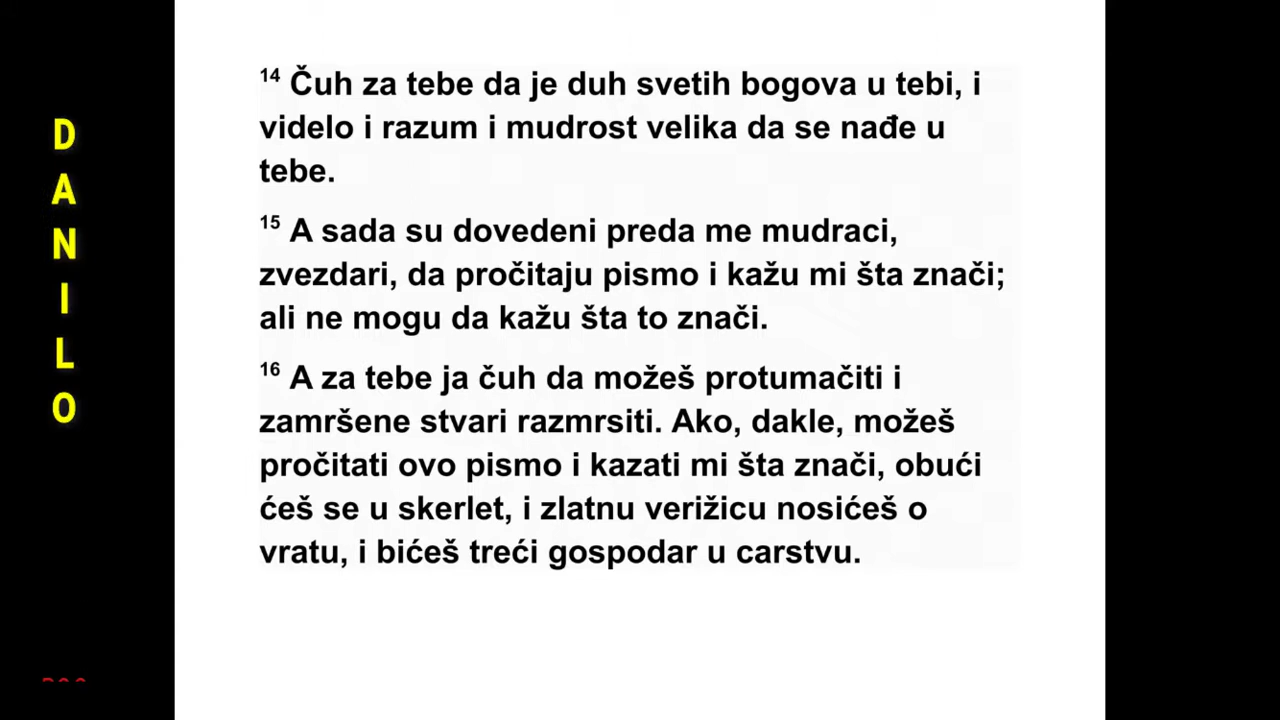 D
A
N
I
L
O
14 Čuh za tebe da je duh svetih bogova u tebi, i
videlo i razum i mudrost velika da se nađe u
tebe.
15 A sada su dovedeni preda me mudraci,
zvezdari, da pročitaju pismo i kažu mi šta znači;
ali ne mogu da kažu šta to znači.
16 A za tebe ja čuh da možeš protumačiti i
zamršene stvari razmrsiti. Ako, dakle, možeš
pročitati ovo pismo i kazati mi šta znači, obući
ćeš se u skerlet, i zlatnu verižicu nosićeš o
vratu, i bićeš treći gospodar u carstvu.